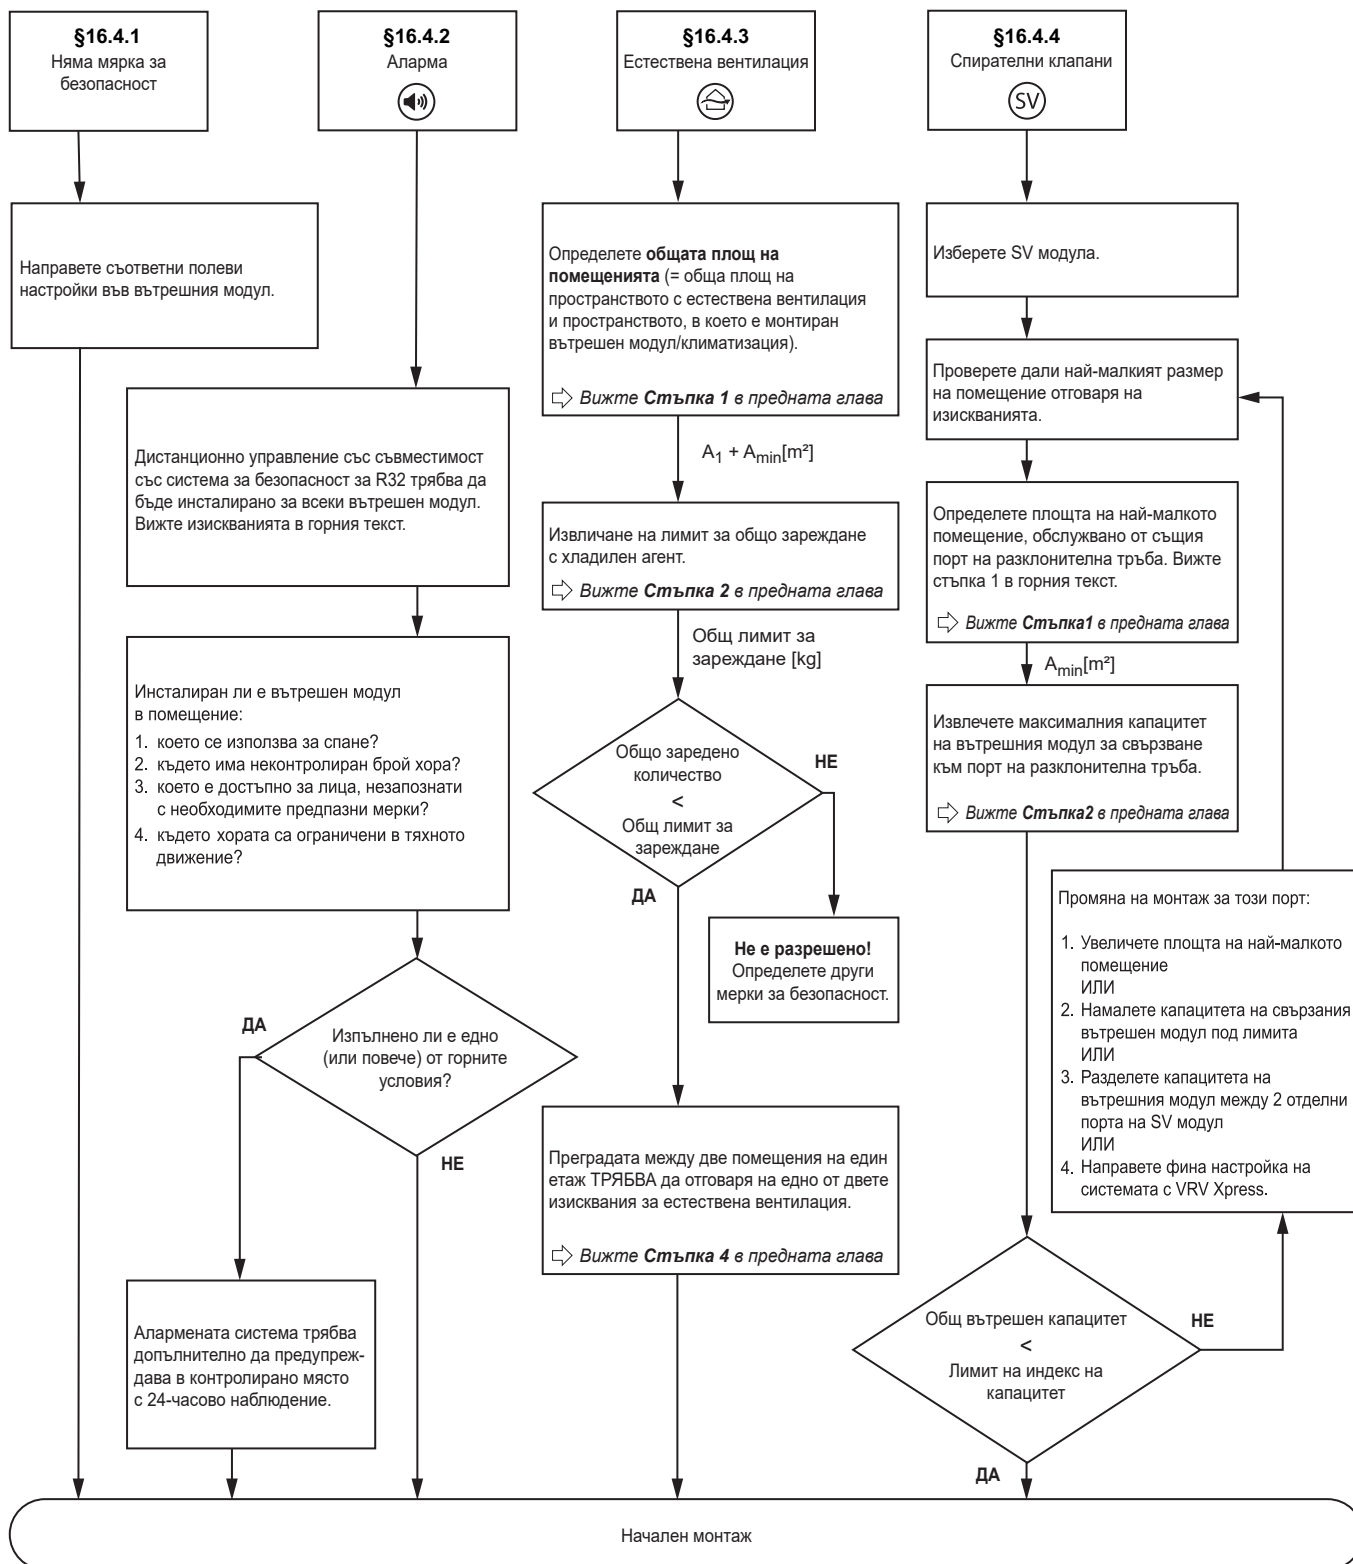 §16.4.1
Няма мярка за
безопасност
Направете съответни полеви
настройки във вътрешния модул.
§16.4.2
Аларма
Дистанционно управление със съвместимост
със система за безопасност за R32 трябва да
бъде инсталирано за всеки вътрешен модул.
Вижте изискванията в горния текст.
Инсталиран ли е вътрешен модул
в помещение:
1. което се използва за спане?
2. където има неконтролиран брой хора?
3. което е достъпно за лица, незапознати
с необходимите предпазни мерки?
4. където хората са ограничени в тяхното
движение?
Изпълнено ли е едно
(или повече) от горните
условия?
ДА
НЕ
Алармената система трябва
допълнително да предупреж-
дава в контролирано място
с 24-часово наблюдение.
§16.4.3
Естествена вентилация
Определете общата площ на
помещенията (= обща площ на
пространството с естествена вентилация
и пространството, в което е монтиран
вътрешен модул/климатизация).
Вижте Стъпка 1 в предната глава
A1 + Amin[m²]
Извличане на лимит за общо зареждане
с хладилен агент.
Вижте Стъпка 2 в предната глава
Общ лимит за
зареждане [kg]
Общо заредено
количество
<
Общ лимит за
зареждане
НЕ
ДА
Не е разрешено!
Определете други
мерки за безопасност.
Преградата между две помещения на един
етаж ТРЯБВА да отговаря на едно от двете
изисквания за естествена вентилация.
Вижте Стъпка 4 в предната глава
§16.4.4
Спирателни клапани
SV
Изберете SV модула.
Проверете дали най-малкият размер
на помещение отговаря на
изискванията.
Определете площта на най-малкото
помещение, обслужвано от същия
порт на разклонителна тръба. Вижте
стъпка 1 в горния текст.
Вижте Стъпка1 в предната глава
Amin[m²]
Извлечете максималния капацитет
на вътрешния модул за свързване
към порт на разклонителна тръба.
Вижте Стъпка2 в предната глава
Промяна на монтаж за този порт:
1. Увеличете площта на най-малкото
помещение
ИЛИ
2. Намалете капацитета на свързания
вътрешен модул под лимита
ИЛИ
3. Разделете капацитета на
вътрешния модул между 2 отделни
порта на SV модул
ИЛИ
4. Направете фина настройка на
системата с VRV Xpress.
Общ вътрешен капацитет
<
Лимит на индекс на
капацитет
НЕ
ДА
Начален монтаж